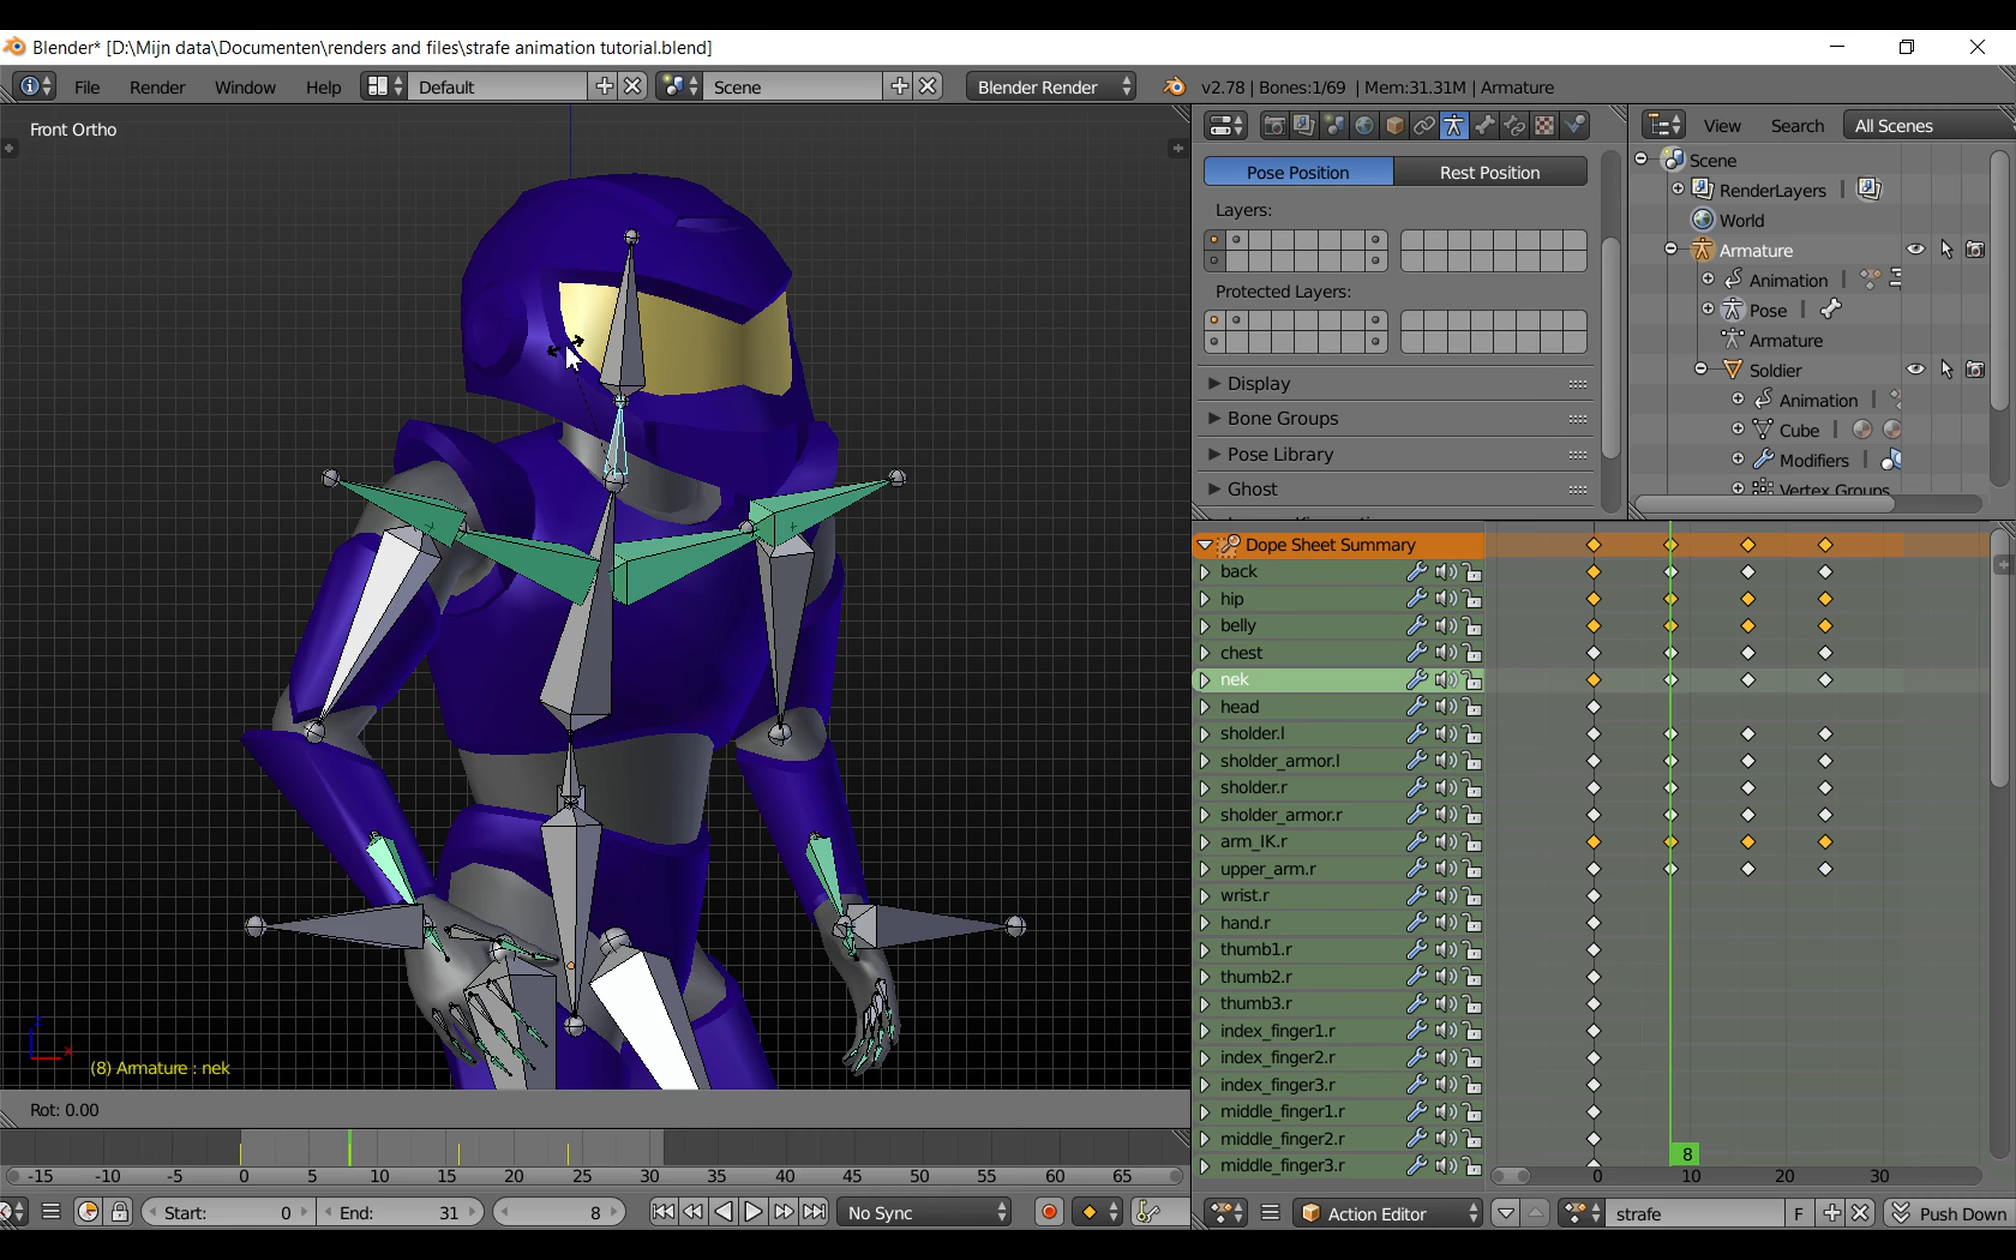 Blender* [D:\Mijn data\Documenten\renders and files\strafe animation tutorial.blend]
File Render Window Help Default Scene Blender Render v2.78 | Bones:1/69 | Mem:31.31M | Armature
Front Ortho
View Search All Scenes
Pose Position Rest Position
Layers:
Protected Layers:
Display
Bone Groups
Pose Library
Ghost
Scene
RenderLayers
World
Armature
Animation
Pose
Armature
Soldier
Animation
Cube
Modifiers
Vertex Groups
Dope Sheet Summary
back
hip
belly
chest
nek
head
sholder.l
sholder_armor.l
sholder.r
sholder_armor.r
arm_IK.r
upper_arm.r
wrist.r
hand.r
thumb1.r
thumb2.r
thumb3.r
index_finger1.r
index_finger2.r
index_finger3.r
middle_finger1.r
middle_finger2.r
middle_finger3.r
8
0 10 20 30
x
(8) Armature : nek
Rot: 0.00
-15 -10 -5 0 5 10 15 20 25 30 35 40 45 50 55 60 65
Start: 0 End: 31 8 No Sync
Action Editor strafe F Push Down